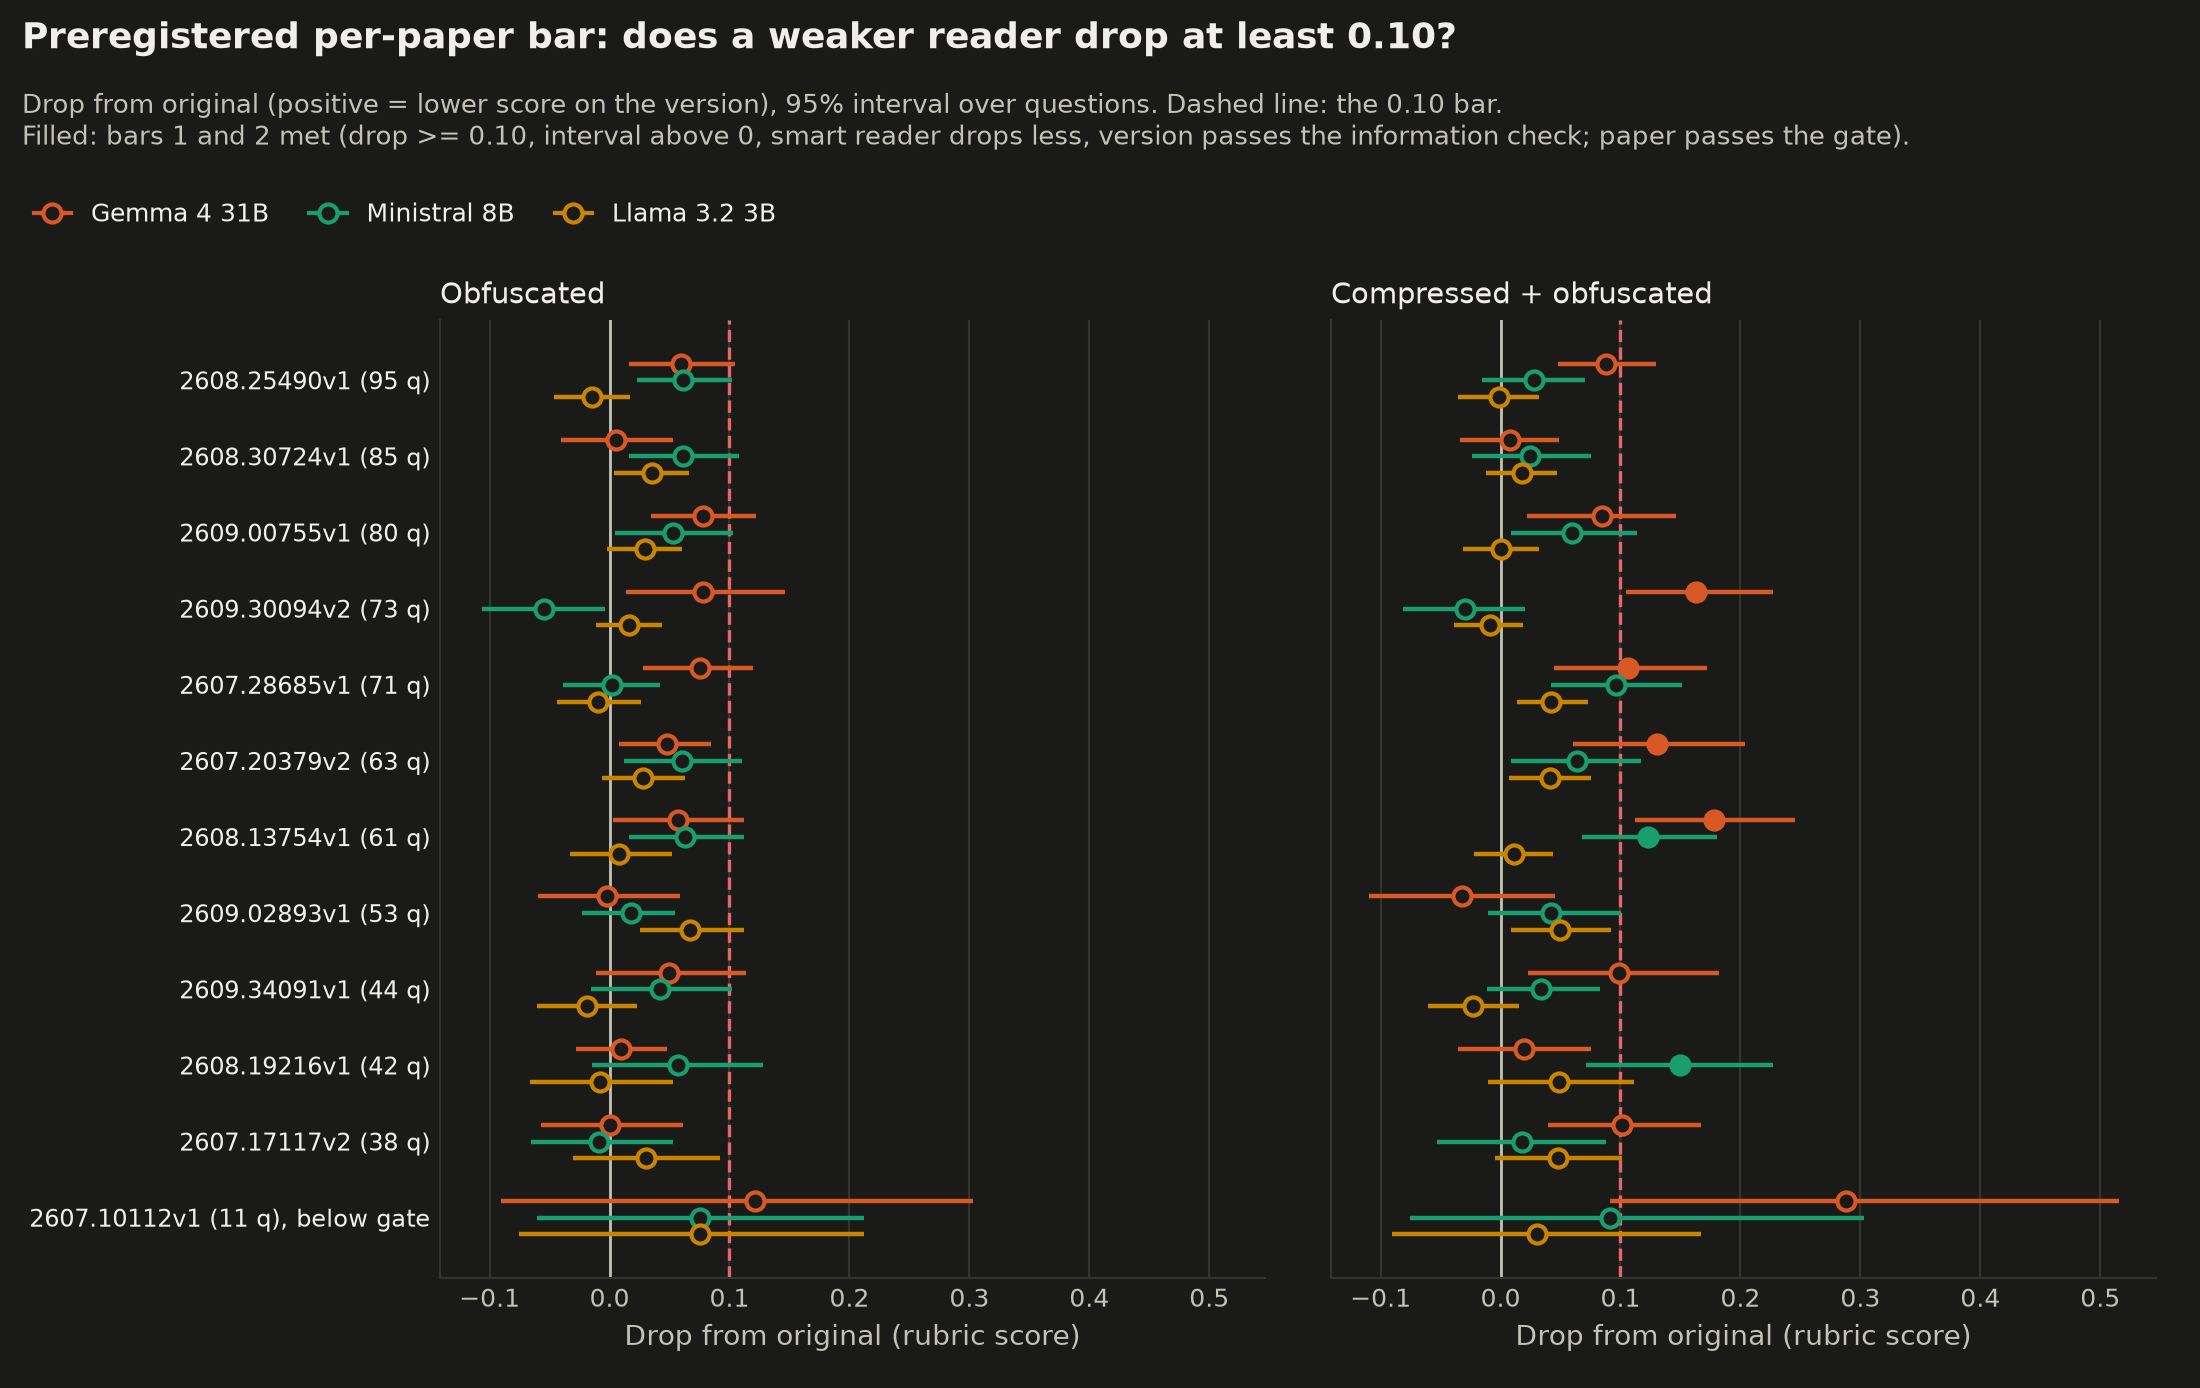 Preregistered per-paper bar: does a weaker reader drop at least 0.10?
Drop from original (positive = lower score on the version), 95% interval over questions. Dashed line: the 0.10 bar.
Filled: bars 1 and 2 met (drop >= 0.10, interval above 0, smart reader drops less, version passes the information check; paper passes the gate).
Gemma 4 31B
Ministral 8B
Llama 3.2 3B
Obfuscated
Compressed + obfuscated
2608.25490v1 (95 q)
2608.30724v1 (85 q)
2609.00755v1 (80 q)
2609.30094v2 (73 q)
2607.28685v1 (71 q)
2607.20379v2 (63 q)
2608.13754v1 (61 q)
2609.02893v1 (53 q)
2609.34091v1 (44 q)
2608.19216v1 (42 q)
2607.17117v2 (38 q)
2607.10112v1 (11 q), below gate
−0.1 0.0 0.1 0.2 0.3 0.4 0.5
−0.1 0.0 0.1 0.2 0.3 0.4 0.5
Drop from original (rubric score)
Drop from original (rubric score)